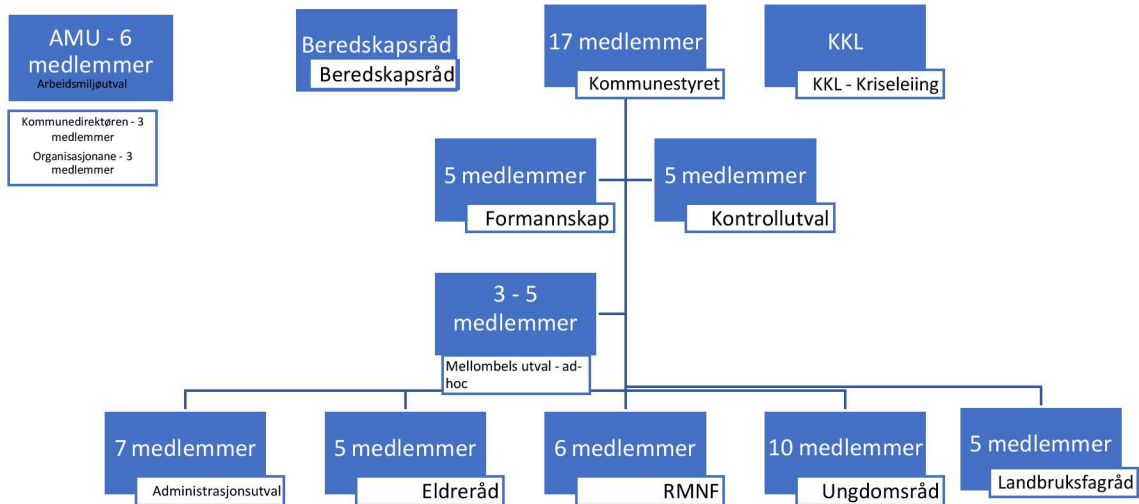 AMU - 6
medlemmer
Arbeidsmiljøutval
Kommunedirektøren - 3
medlemmer
Organisasjonane - 3
medlemmer
Beredskapsråd
Beredskapsråd
17 medlemmer
Kommunestyret
KKL
KKL - Kriseleiing
5 medlemmer
Formannskap
5 medlemmer
Kontrollutval
3 - 5
medlemmer
Mellombels utval - ad-
hoc
7 medlemmer
Administrasjonsutval
5 medlemmer
Eldreråd
6 medlemmer
RMNF
10 medlemmer
Ungdomsråd
5 medlemmer
Landbruksfagråd